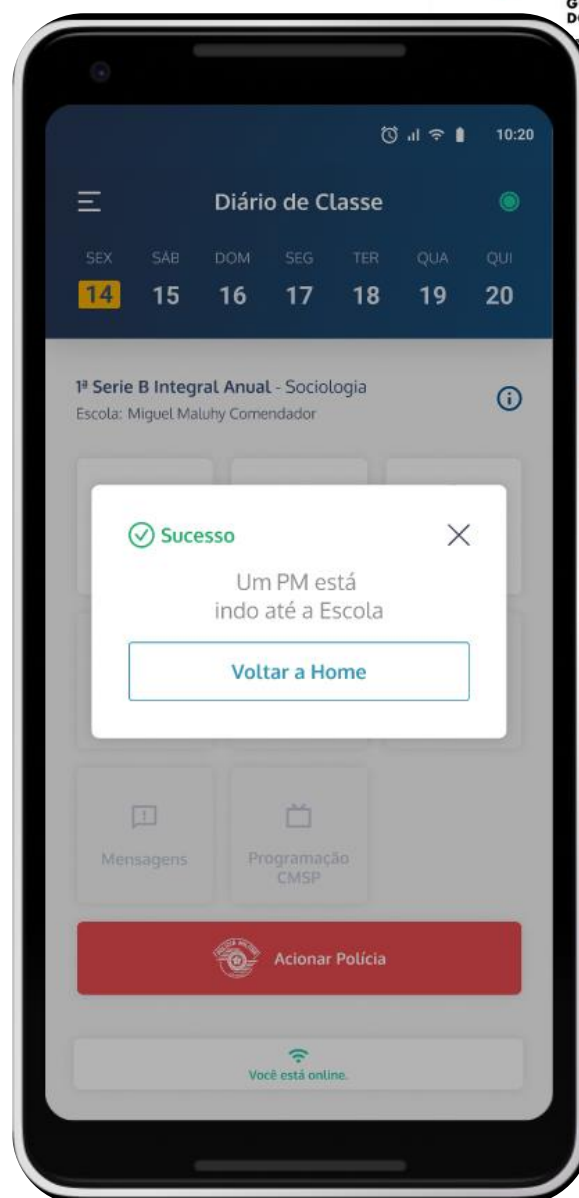 10:20
Diário de Classe
SEX SÁB DOM SEG TER QUA QUI
14 15 16 17 18 19 20
1ª Serie B Integral Anual - Sociologia
Escola: Miguel Maluhy Comendador
Sucesso
Um PM está
indo até a Escola
Voltar a Home
Mensagens
Programação
CMSP
Acionar Polícia
Você está online.